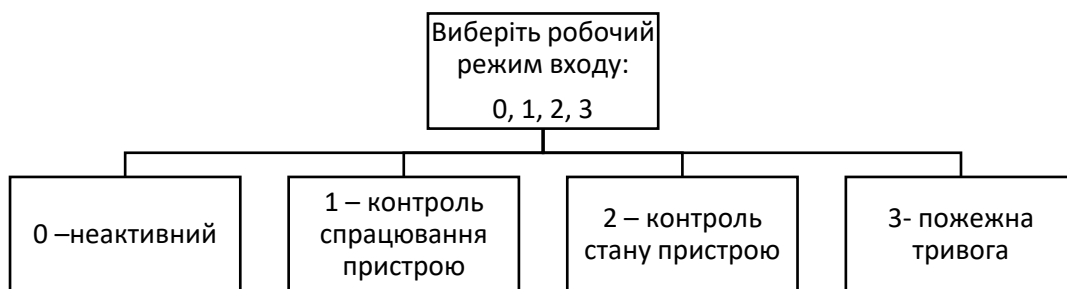 Виберіть робочий
режим входу:
0, 1, 2, 3
0 –неактивний
1 – контроль
спрацювання
пристрою
2 – контроль
стану пристрою
3- пожежна
тривога